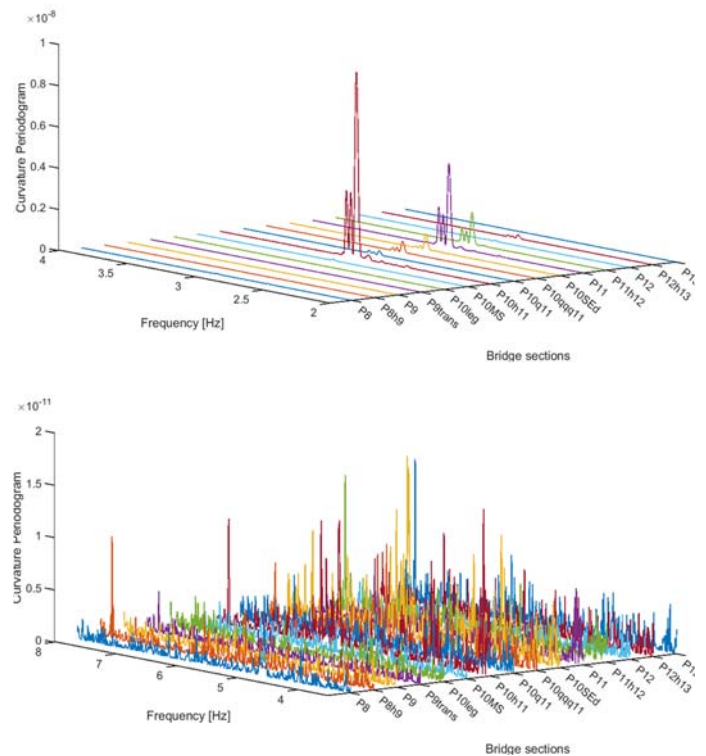 ×10⁻⁸
1
0.8
0.6
0.4
0.2
0
Curvature Periodogram
4
3.5
3
2.5
2
Frequency [Hz]
P8
P8h9
P9
P9trans
P10leg
P10MS
P10h11
P10q11
P10qqq11
P10SEd
P11
P11h12
P12
P12h13
Bridge sections
×10⁻¹¹
2
1.5
1
0.5
0
Curvature Periodogram
8
7
6
5
4
Frequency [Hz]
P8
P8h9
P9
P9trans
P10leg
P10MS
P10h11
P10q11
P10qqq11
P10SEd
P11
P11h12
P12
P12h13
Bridge sections